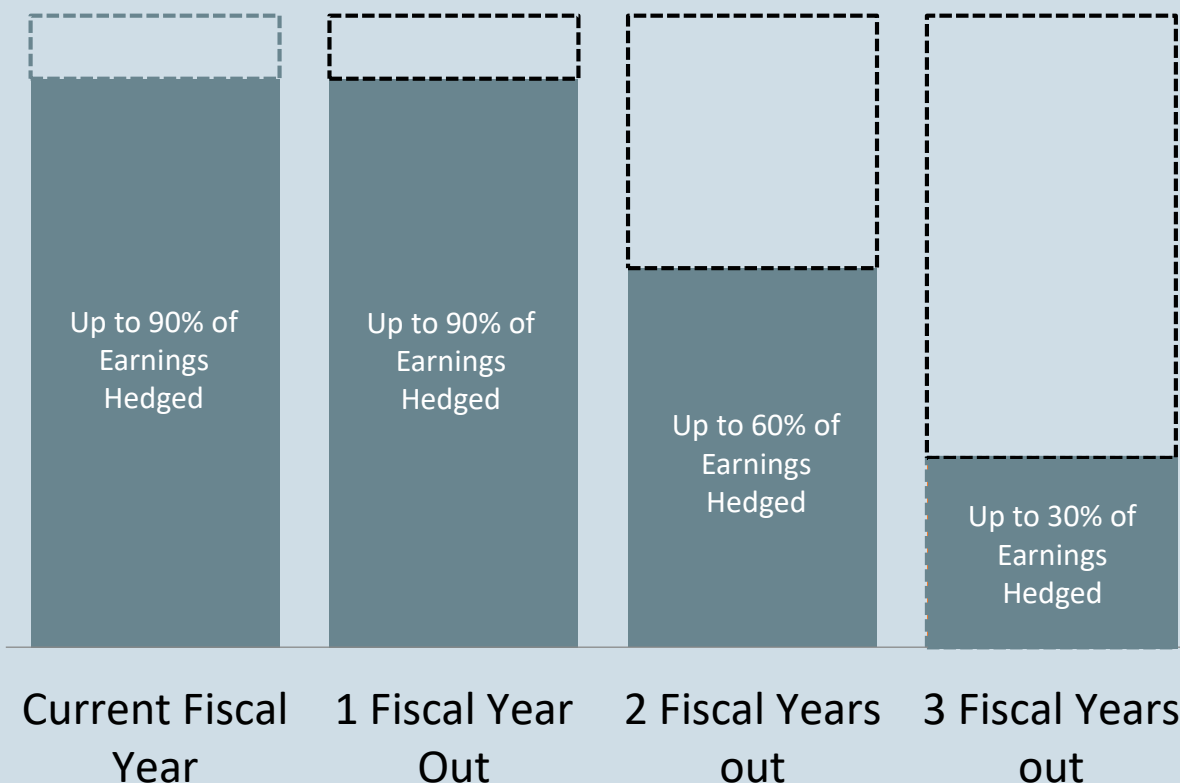 Up to 90% of
Earnings
Hedged
Up to 90% of
Earnings
Hedged
Up to 60% of
Earnings
Hedged
Up to 30% of
Earnings
Hedged
Current Fiscal
Year
1 Fiscal Year
Out
2 Fiscal Years
out
3 Fiscal Years
out